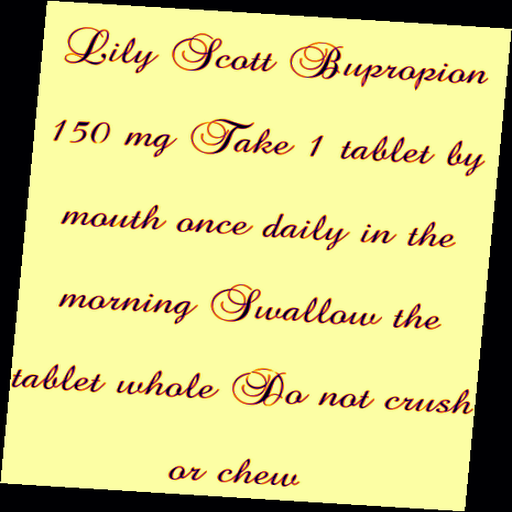 Lily Scott Bupropion
150 mg Take 1 tablet by
mouth once daily in the
morning Swallow the
tablet whole Do not crush
or chew